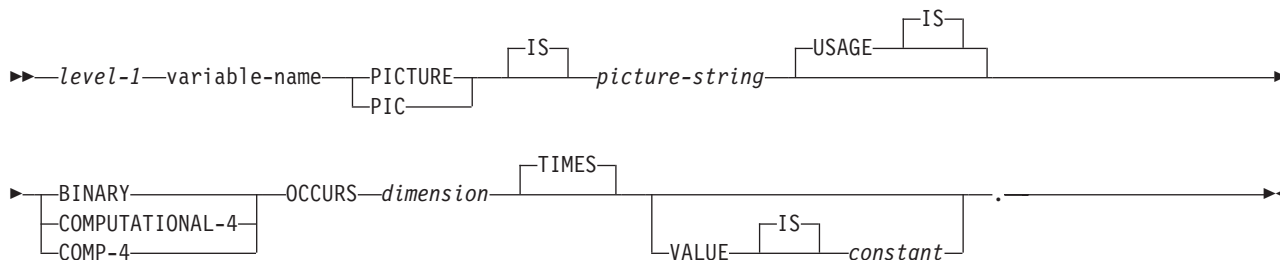 IS IS
USAGE
level-1 variable-name PICTURE picture-string
PIC
TIMES
BINARY OCCURS dimension .
COMPUTATIONAL-4 IS
COMP-4 VALUE constant